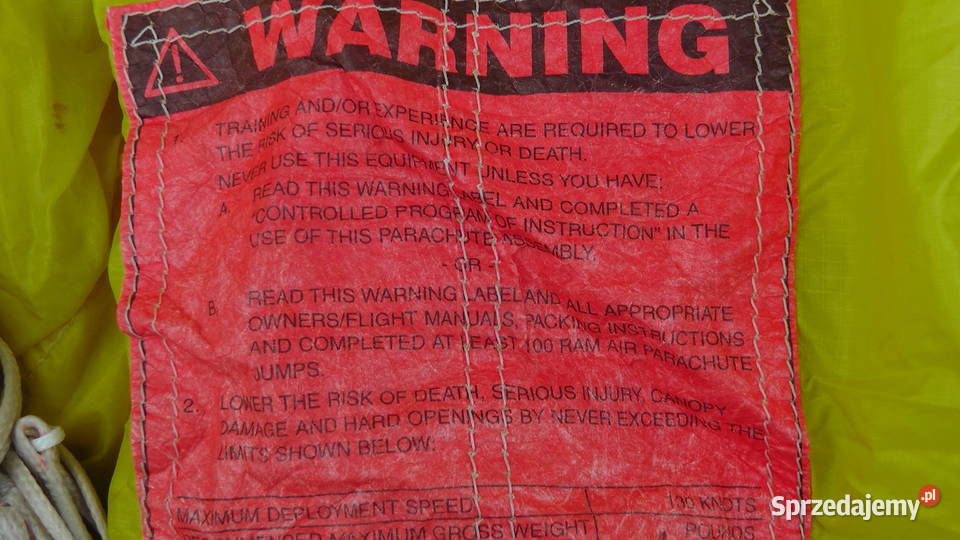 WARNING
1. TRAINING AND/OR EXPERIENCE ARE REQUIRED TO LOWER
THE RISK OF SERIOUS INJURY OR DEATH.
NEVER USE THIS EQUIPMENT UNLESS YOU HAVE:
A. READ THIS WARNING LABEL AND COMPLETED A
"CONTROLLED PROGRAM OF INSTRUCTION" IN THE
USE OF THIS PARACHUTE ASSEMBLY,
- OR -
B. READ THIS WARNING LABEL AND ALL APPROPRIATE
OWNERS/FLIGHT MANUALS, PACKING INSTRUCTIONS
AND COMPLETED AT LEAST 100 RAM AIR PARACHUTE
JUMPS.
2. LOWER THE RISK OF DEATH, SERIOUS INJURY, CANOPY
DAMAGE AND HARD OPENINGS BY NEVER EXCEEDING THE
LIMITS SHOWN BELOW:
MAXIMUM DEPLOYMENT SPEED 130 KNOTS
MAXIMUM GROSS WEIGHT POUNDS
Sprzedajemy.pl